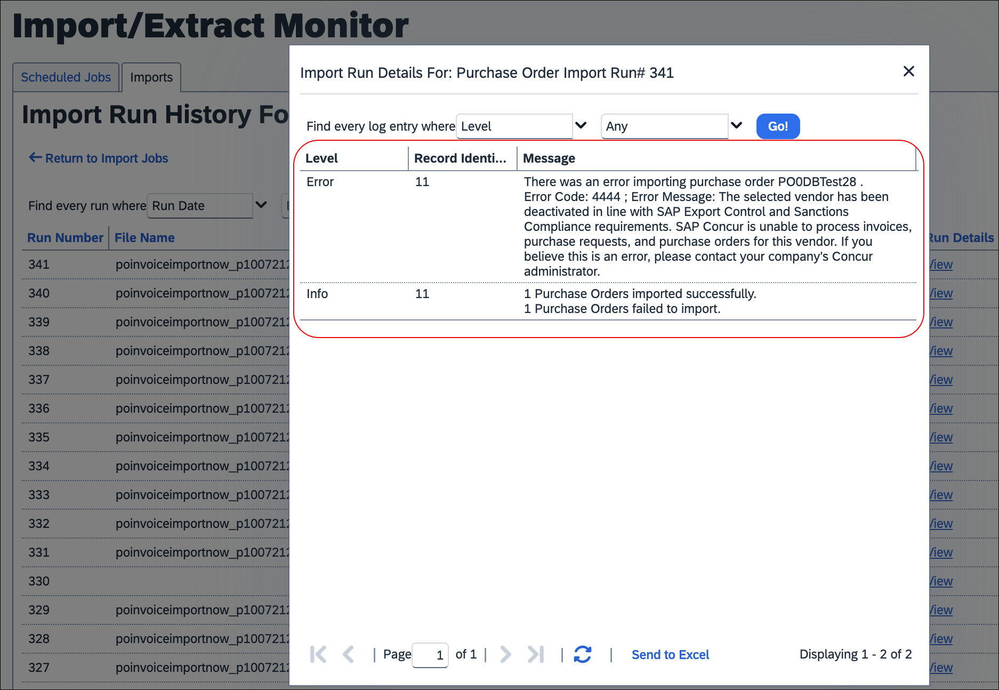 Import/Extract Monitor
Scheduled Jobs
Imports
Import Run History Fo
Return to Import Jobs
Find every run where Run Date
Run Number File Name Run Details
341 poinvoiceimportnow_p100721 View
340 poinvoiceimportnow_p100721 View
339 poinvoiceimportnow_p100721 View
338 poinvoiceimportnow_p100721 View
337 poinvoiceimportnow_p100721 View
336 poinvoiceimportnow_p100721 View
335 poinvoiceimportnow_p100721 View
334 poinvoiceimportnow_p100721 View
333 poinvoiceimportnow_p100721 View
332 poinvoiceimportnow_p100721 View
331 poinvoiceimportnow_p100721 View
330 View
329 poinvoiceimportnow_p100721 View
328 poinvoiceimportnow_p100721 View
327 poinvoiceimportnow_p100721 View
Import Run Details For: Purchase Order Import Run# 341
Find every log entry where Level Any Go!
Level Record Identi... Message
Error 11 There was an error importing purchase order PO0DBTest28 .
Error Code: 4444 ; Error Message: The selected vendor has been
deactivated in line with SAP Export Control and Sanctions
Compliance requirements. SAP Concur is unable to process invoices,
purchase requests, and purchase orders for this vendor. If you
believe this is an error, please contact your company’s Concur
administrator.
Info 11 1 Purchase Orders imported successfully.
1 Purchase Orders failed to import.
| Page 1 of 1 | | | Send to Excel Displaying 1 - 2 of 2